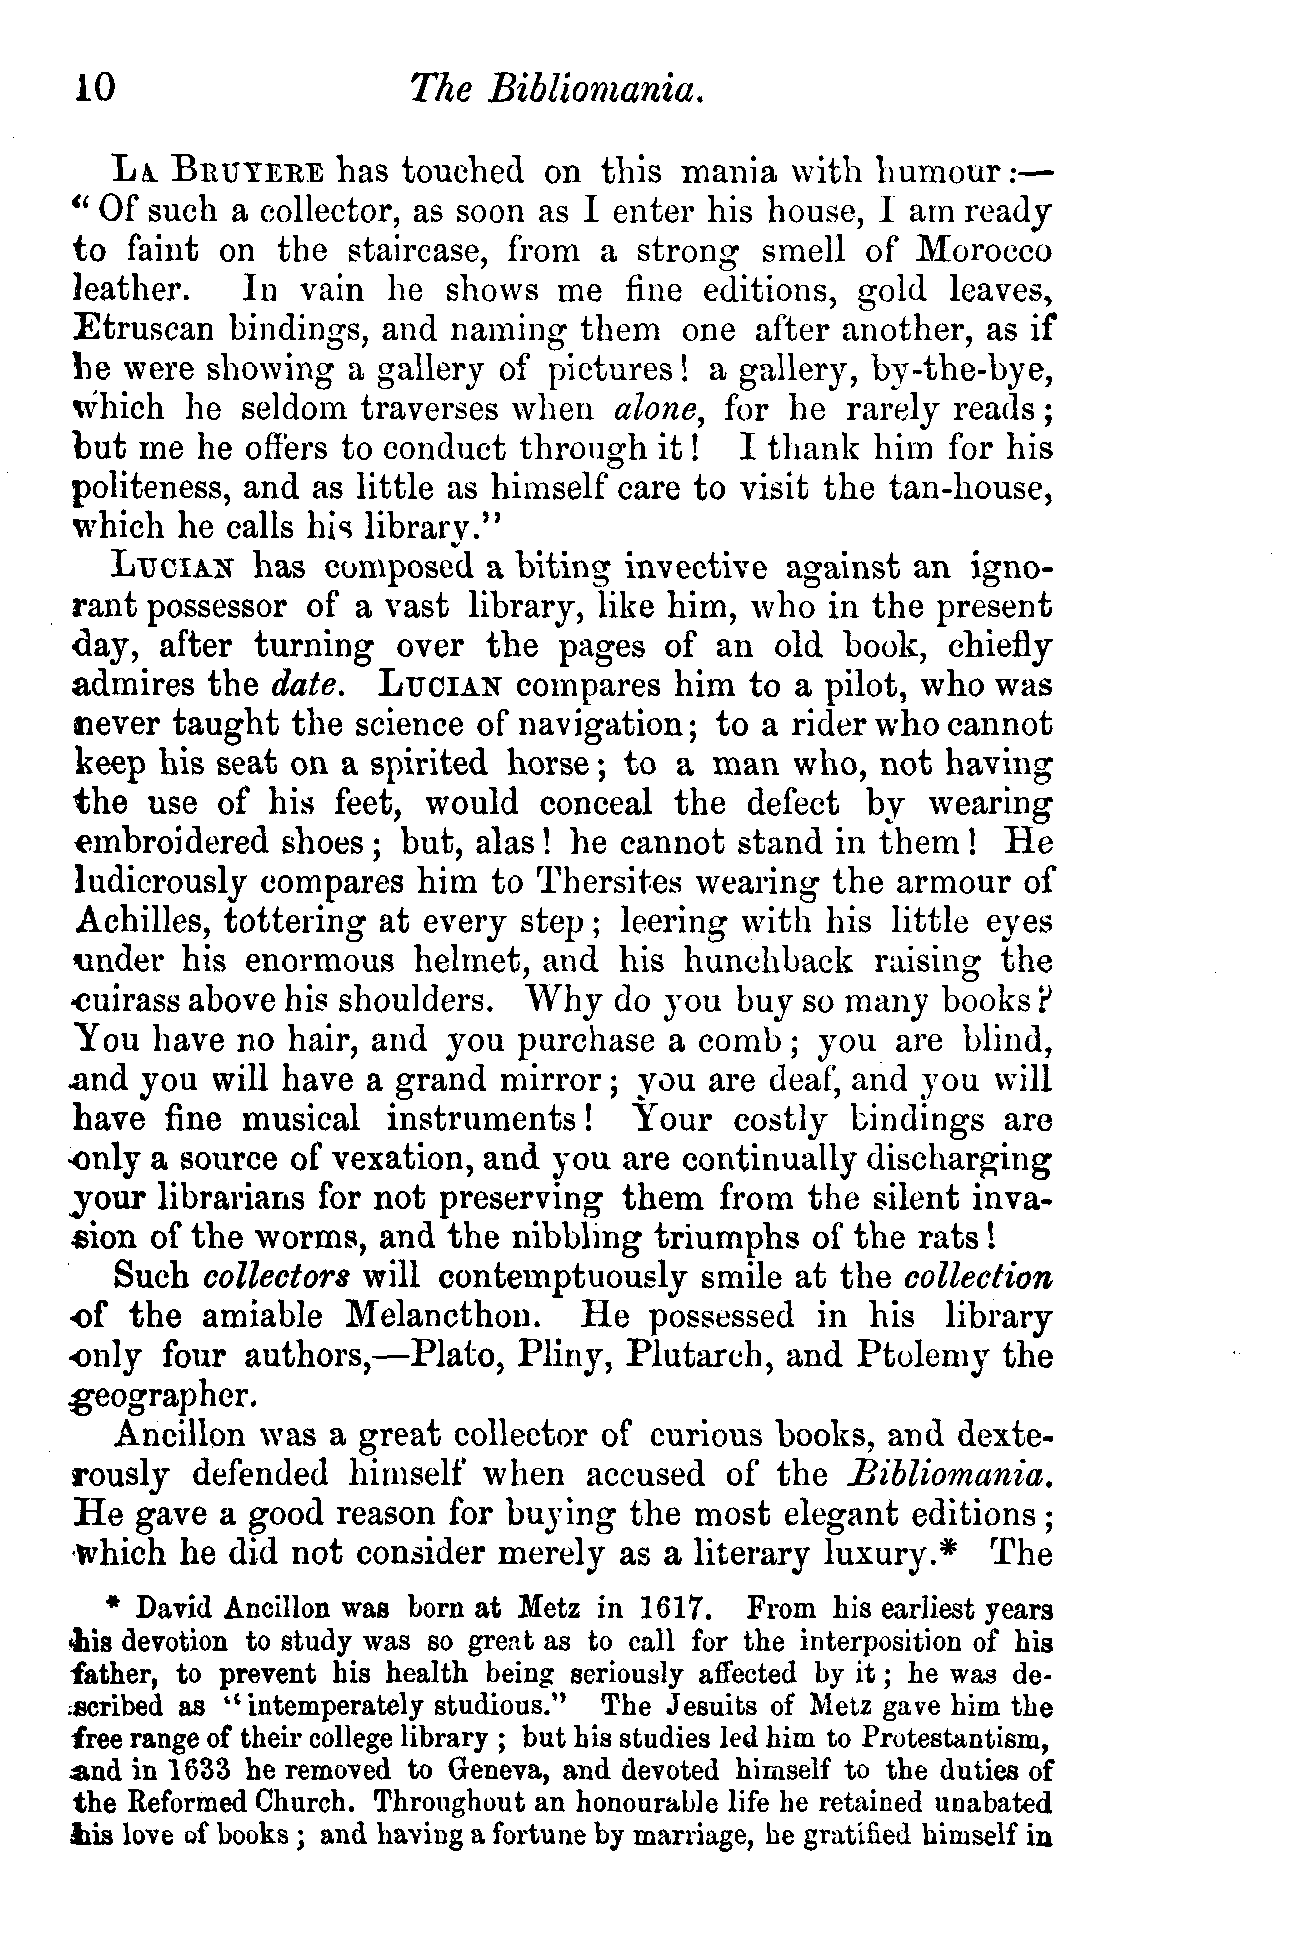 10 The Bibliomania.
LA BRUYERE has touched on this mania with humour:—
"Of such a collector, as soon as I enter his house, I am ready
to faint on the staircase, from a strong smell of Morocco
leather. In vain he shows me fine editions, gold leaves,
Etruscan bindings, and naming them one after another, as if
he were showing a gallery of pictures! a gallery, by-the-bye,
which he seldom traverses when alone, for he rarely reads;
but me he offers to conduct through it! I thank him for his
politeness, and as little as himself care to visit the tan-house,
which he calls his library."
LUCIAN has composed a biting invective against an igno-
rant possessor of a vast library, like him, who in the present
day, after turning over the pages of an old book, chiefly
admires the date. LUCIAN compares him to a pilot, who was
never taught the science of navigation; to a rider who cannot
keep his seat on a spirited horse; to a man who, not having
the use of his feet, would conceal the defect by wearing
embroidered shoes; but, alas! he cannot stand in them! He
ludicrously compares him to Thersites wearing the armour of
Achilles, tottering at every step; leering with his little eyes
under his enormous helmet, and his hunchback raising the
cuirass above his shoulders. Why do you buy so many books?
You have no hair, and you purchase a comb; you are blind,
and you will have a grand mirror; you are deaf, and you will
have fine musical instruments! Your costly bindings are
only a source of vexation, and you are continually discharging
your librarians for not preserving them from the silent inva-
sion of the worms, and the nibbling triumphs of the rats!
Such collectors will contemptuously smile at the collection
of the amiable Melancthon. He possessed in his library
only four authors,—Plato, Pliny, Plutarch, and Ptolemy the
geographer.
Ancillon was a great collector of curious books, and dexte-
rously defended himself when accused of the Bibliomania.
He gave a good reason for buying the most elegant editions;
which he did not consider merely as a literary luxury.* The
* David Ancillon was born at Metz in 1617. From his earliest years
his devotion to study was so great as to call for the interposition of his
father, to prevent his health being seriously affected by it; he was de-
scribed as "intemperately studious." The Jesuits of Metz gave him the
free range of their college library; but his studies led him to Protestantism,
and in 1633 he removed to Geneva, and devoted himself to the duties of
the Reformed Church. Throughout an honourable life he retained unabated
his love of books; and having a fortune by marriage, he gratified himself in